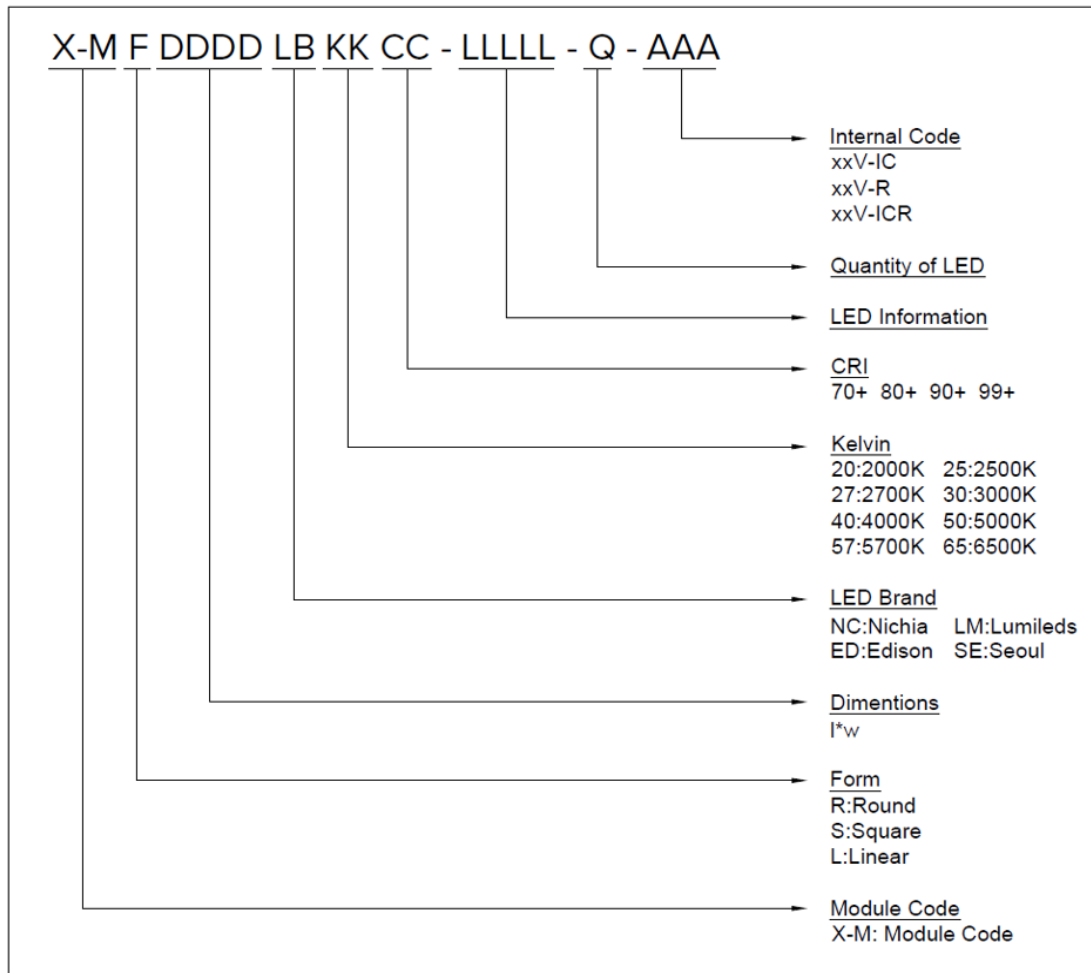 X-M F DDDD LB KK CC - LLLLL - Q - AAA
Internal Code
xxV-IC
xxV-R
xxV-ICR
Quantity of LED
LED Information
CRI
70+ 80+ 90+ 99+
Kelvin
20:2000K 25:2500K
27:2700K 30:3000K
40:4000K 50:5000K
57:5700K 65:6500K
LED Brand
NC:Nichia LM:Lumileds
ED:Edison SE:Seoul
Dimentions
l*w
Form
R:Round
S:Square
L:Linear
Module Code
X-M: Module Code